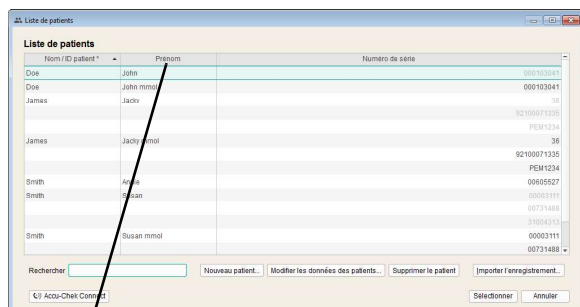 Liste de patients
Liste de patients
Nom / ID patient * Prénom Numéro de série
Doe John 000103041
Doe John mmol 000103041
James Jacky 36
92100071335
PEM1234
James Jacky mmol 36
92100071335
PEM1234
Smith Annie 00605527
Smith Susan 00003111
00731488
31004313
Smith Susan mmol 00003111
00731488
Rechercher Nouveau patient... Modifier les données des patients... Supprimer le patient Importer l'enregistrement...
Accu-Chek Connect Sélectionner Annuler